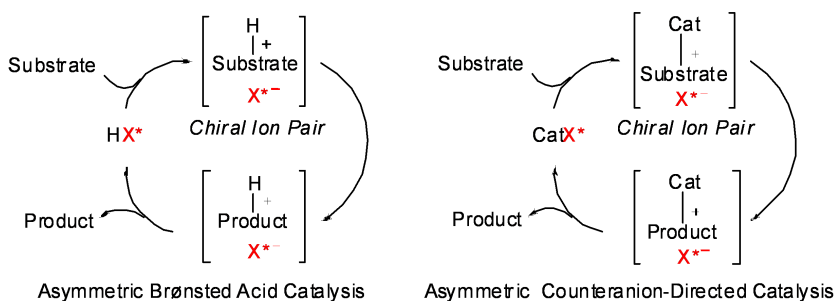 H
+
Substrate
Substrate
X*−
HX*
Chiral Ion Pair
H
+
Product
Product
X*−
Asymmetric Brønsted Acid Catalysis
Cat
+
Substrate
Substrate
X*−
CatX*
Chiral Ion Pair
Cat
+
Product
Product
X*−
Asymmetric Counteranion-Directed Catalysis